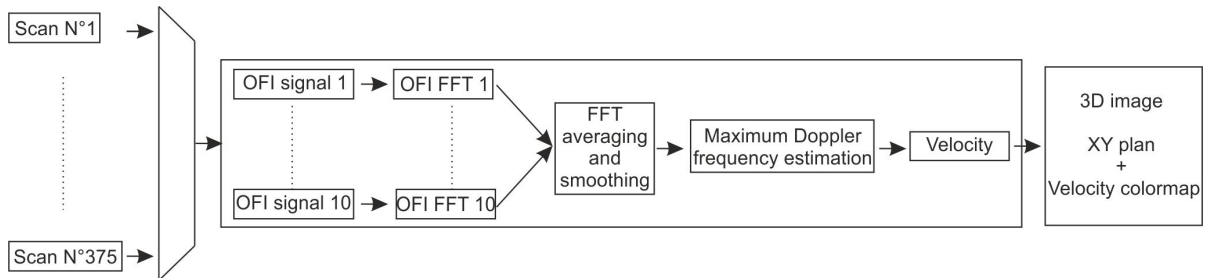 Scan N°1
Scan N°375
OFI signal 1
OFI FFT 1
OFI signal 10
OFI FFT 10
FFT
averaging
and
smoothing
Maximum Doppler
frequency estimation
Velocity
3D image
XY plan
+
Velocity colormap